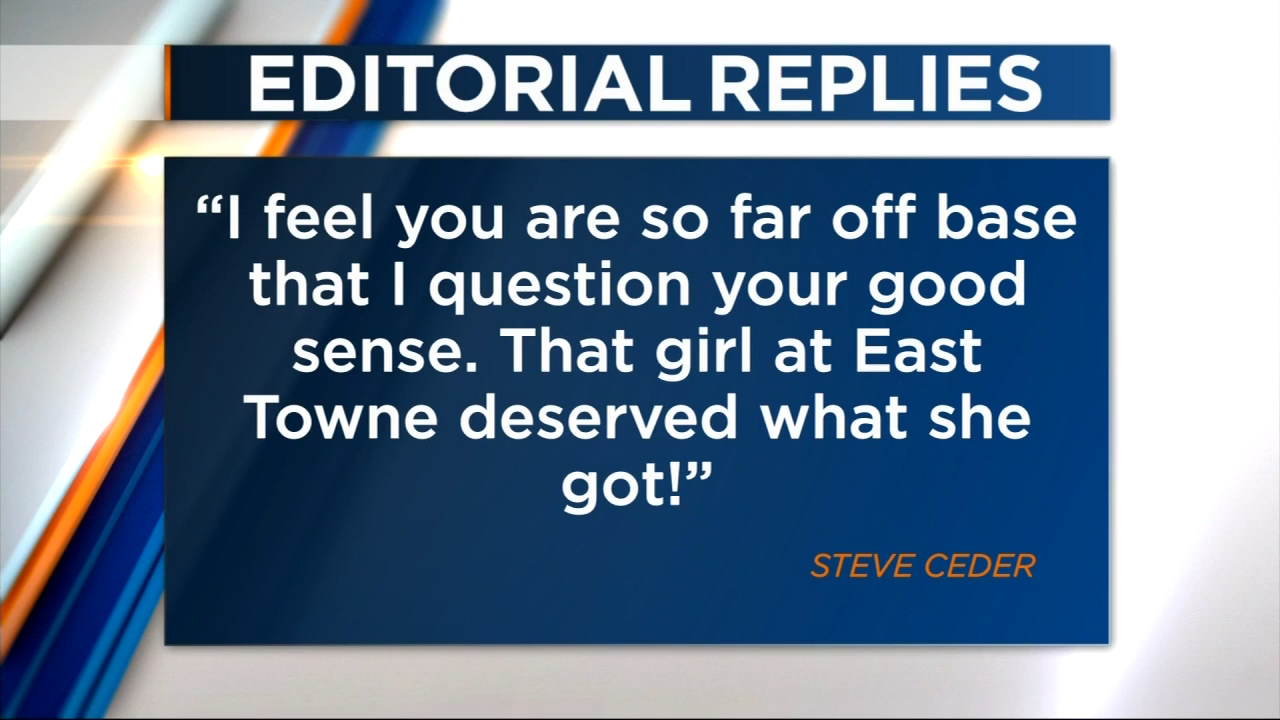 EDITORIAL REPLIES
“I feel you are so far off base
that I question your good
sense. That girl at East
Towne deserved what she
got!”
STEVE CEDER